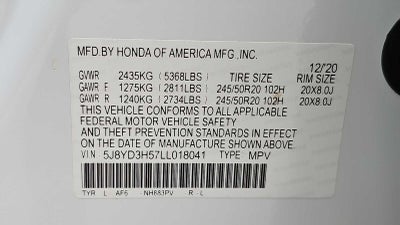 MFD.BY HONDA OF AMERICA MFG.,INC. 12/'20
GVWR 2435KG (5368LBS) TIRE SIZE RIM SIZE
GAWR F 1275KG (2811LBS) 245/50R20 102H 20X8.0J
GAWR R 1240KG (2734LBS) 245/50R20 102H 20X8.0J
THIS VEHICLE CONFORMS TO ALL APPLICABLE
FEDERAL MOTOR VEHICLE SAFETY
AND THEFT PREVENTION STANDARDS IN EFFECT
ON THE DATE OF MANUFACTURE SHOWN ABOVE.
VIN 5J8YD3H57LL018041 TYPE MPV
TYR L AF6 NH883PV R L